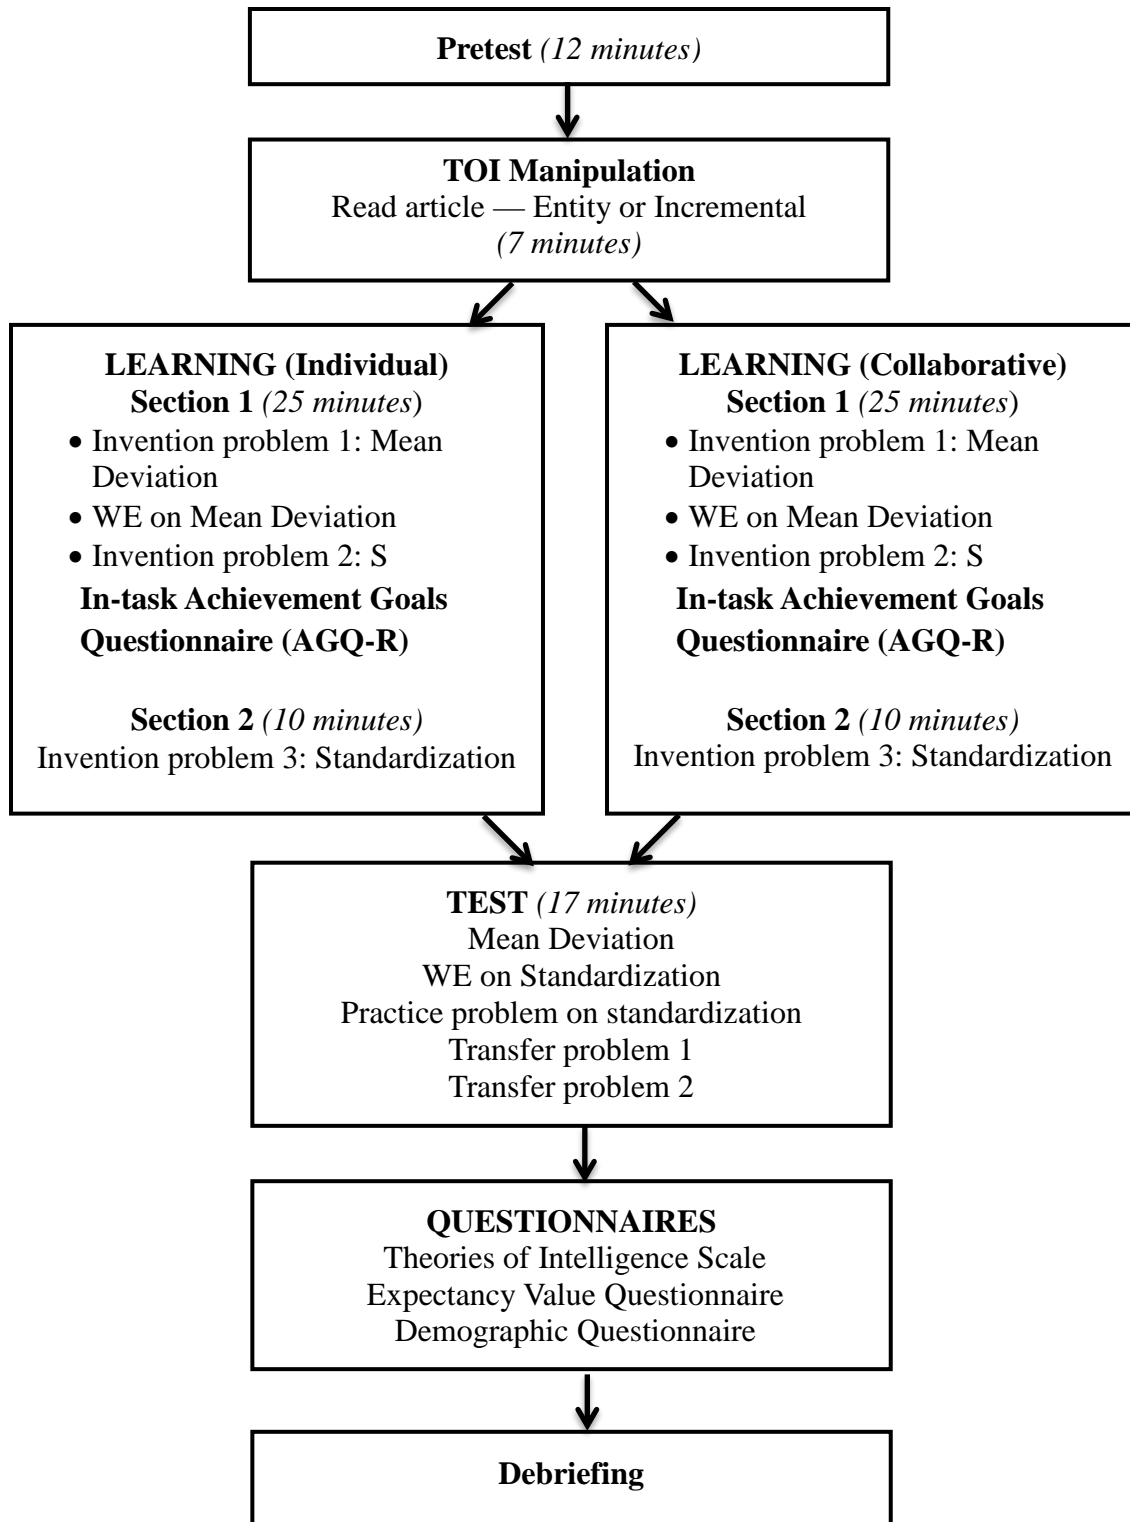 Pretest (12 minutes)
TOI Manipulation
Read article — Entity or Incremental
(7 minutes)
LEARNING (Individual)
Section 1 (25 minutes)
• Invention problem 1: Mean
Deviation
• WE on Mean Deviation
• Invention problem 2: S
In-task Achievement Goals
Questionnaire (AGQ-R)
Section 2 (10 minutes)
Invention problem 3: Standardization
LEARNING (Collaborative)
Section 1 (25 minutes)
• Invention problem 1: Mean
Deviation
• WE on Mean Deviation
• Invention problem 2: S
In-task Achievement Goals
Questionnaire (AGQ-R)
Section 2 (10 minutes)
Invention problem 3: Standardization
TEST (17 minutes)
Mean Deviation
WE on Standardization
Practice problem on standardization
Transfer problem 1
Transfer problem 2
QUESTIONNAIRES
Theories of Intelligence Scale
Expectancy Value Questionnaire
Demographic Questionnaire
Debriefing